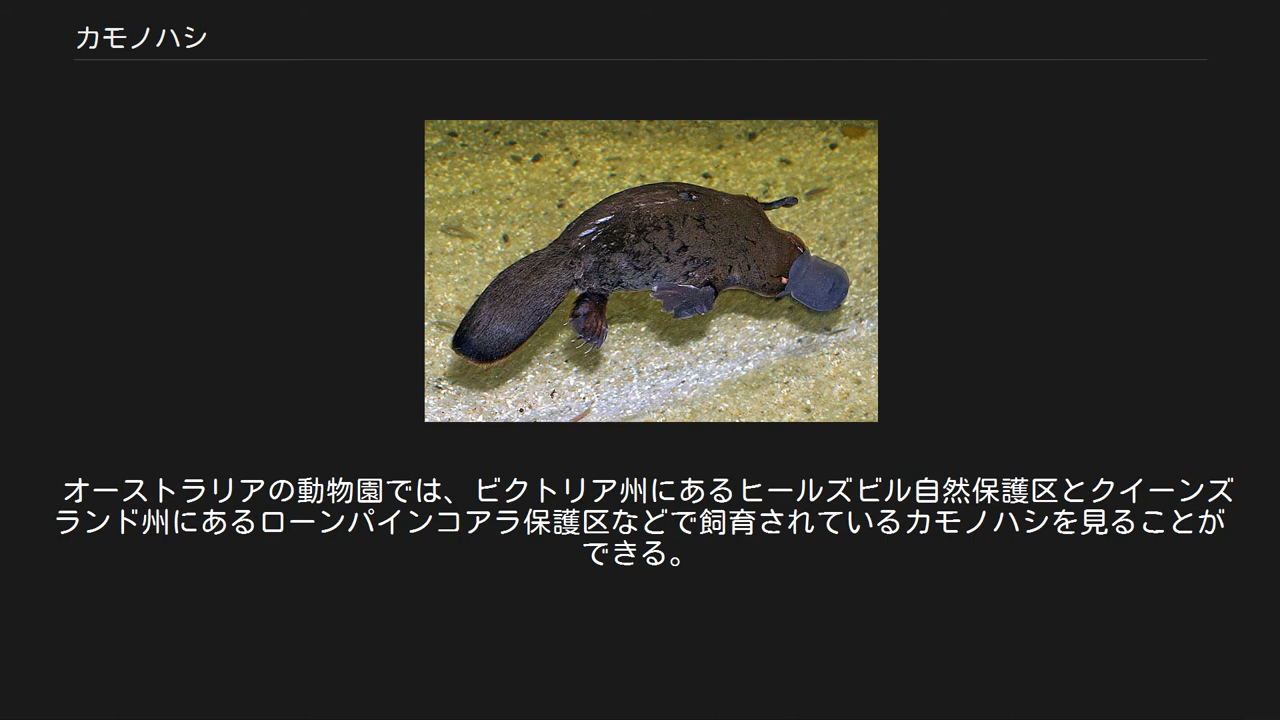 カモノハシ
オーストラリアの動物園では、ビクトリア州にあるヒールズビル自然保護区とクイーンズ
ランド州にあるローンパインコアラ保護区などで飼育されているカモノハシを見ることが
できる。